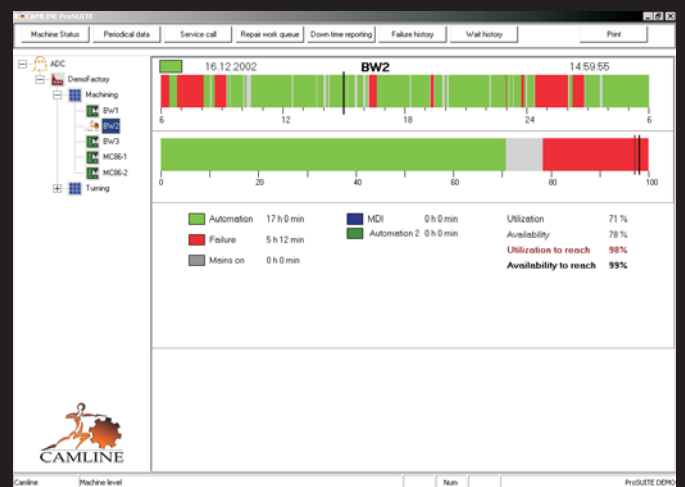 CAMLINE ProSUITE
Machine Status Periodical data Service call Repair work queue Down time reporting Failure history Wait history Print
ADC
DemoFactory
Machining
BW1
BW2
BW3
MC86-1
MC86-2
Turning
16.12.2002 BW2 14:59:55
6 12 18 24 6
0 20 40 60 80 100
Automation 17 h 0 min MDI 0 h 0 min Utilization 71 %
Failure 5 h 12 min Automation 2 0 h 0 min Availability 78 %
Mains on 0 h 0 min Utilization to reach 98%
Availability to reach 99%
CAMLINE
Camline Machine level Num ProSUITE DEMO